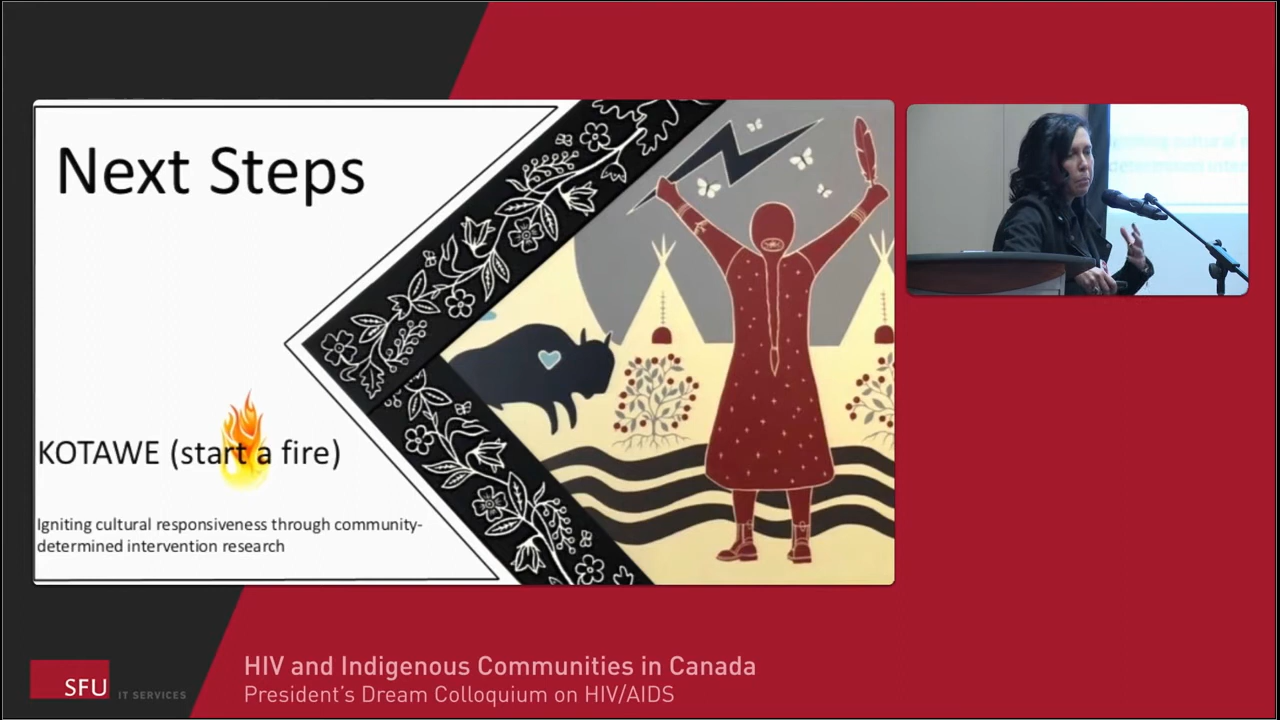 Next Steps
KOTAWE (start a fire)
Igniting cultural responsiveness through community-
determined intervention research
SFU IT SERVICES
HIV and Indigenous Communities in Canada
President's Dream Colloquium on HIV/AIDS